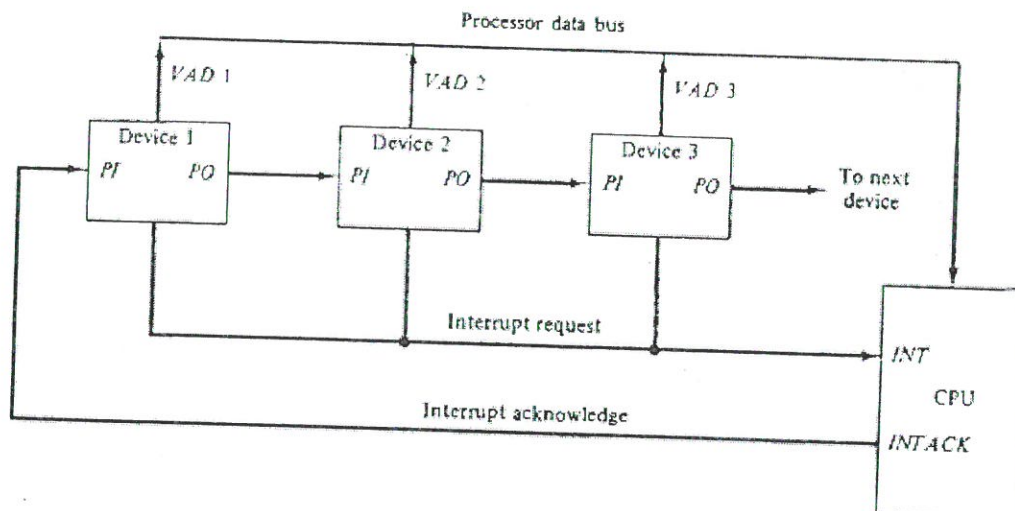 Processor data bus
VAD 1
VAD 2
VAD 3
Device 1
PI PO
Device 2
PI PO
Device 3
PI PO
To next
device
Interrupt request
INT
CPU
Interrupt acknowledge
INTACK